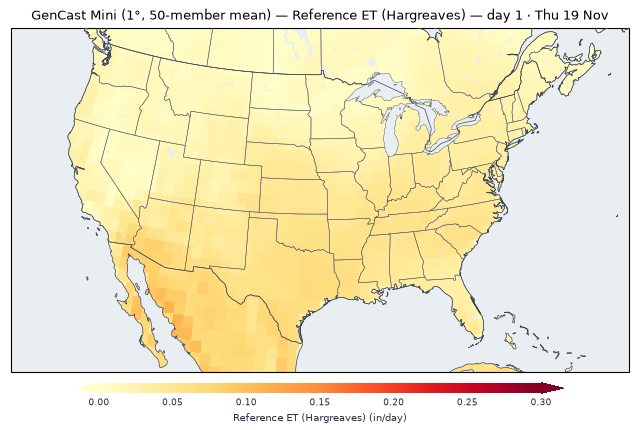 GenCast Mini (1°, 50-member mean) — Reference ET (Hargreaves) — day 1 · Thu 19 Nov
0.00 0.05 0.10 0.15 0.20 0.25 0.30
Reference ET (Hargreaves) (in/day)